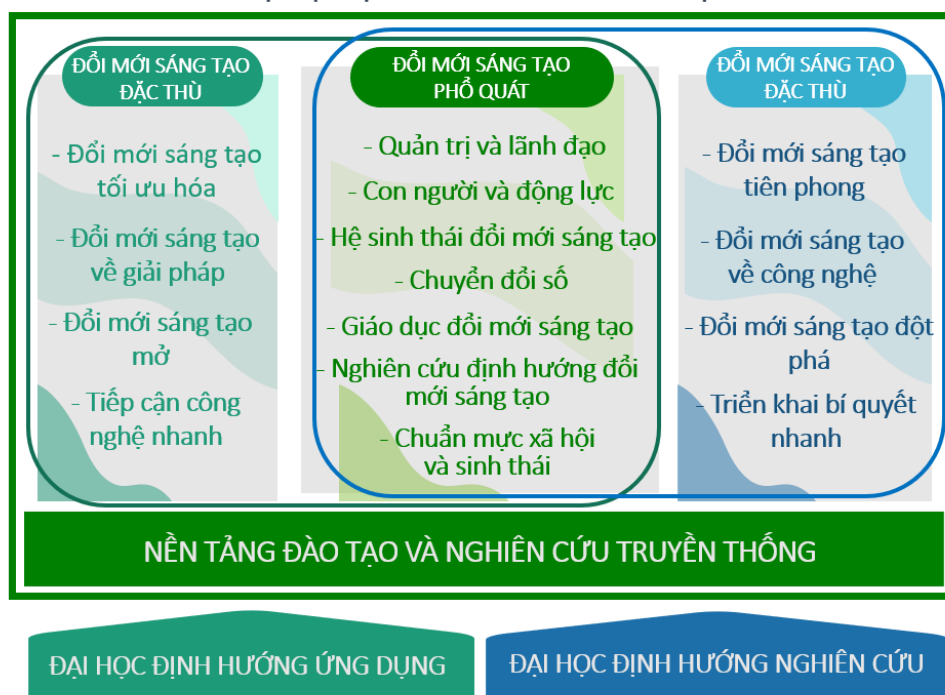 ĐỔI MỚI SÁNG TẠO
ĐẶC THÙ
- Đổi mới sáng tạo
tối ưu hóa
- Đổi mới sáng tạo
về giải pháp
- Đổi mới sáng tạo
mở
- Tiếp cận công
nghệ nhanh
ĐỔI MỚI SÁNG TẠO
PHỔ QUÁT
- Quản trị và lãnh đạo
- Con người và động lực
- Hệ sinh thái đổi mới sáng tạo
- Chuyển đổi số
- Giáo dục đổi mới sáng tạo
- Nghiên cứu định hướng đổi
mới sáng tạo
- Chuẩn mực xã hội
và sinh thái
ĐỔI MỚI SÁNG TẠO
ĐẶC THÙ
- Đổi mới sáng tạo
tiên phong
- Đổi mới sáng tạo
về công nghệ
- Đổi mới sáng tạo đột
phá
- Triển khai bí quyết
nhanh
NỀN TẢNG ĐÀO TẠO VÀ NGHIÊN CỨU TRUYỀN THỐNG
ĐẠI HỌC ĐỊNH HƯỚNG ỨNG DỤNG
ĐẠI HỌC ĐỊNH HƯỚNG NGHIÊN CỨU